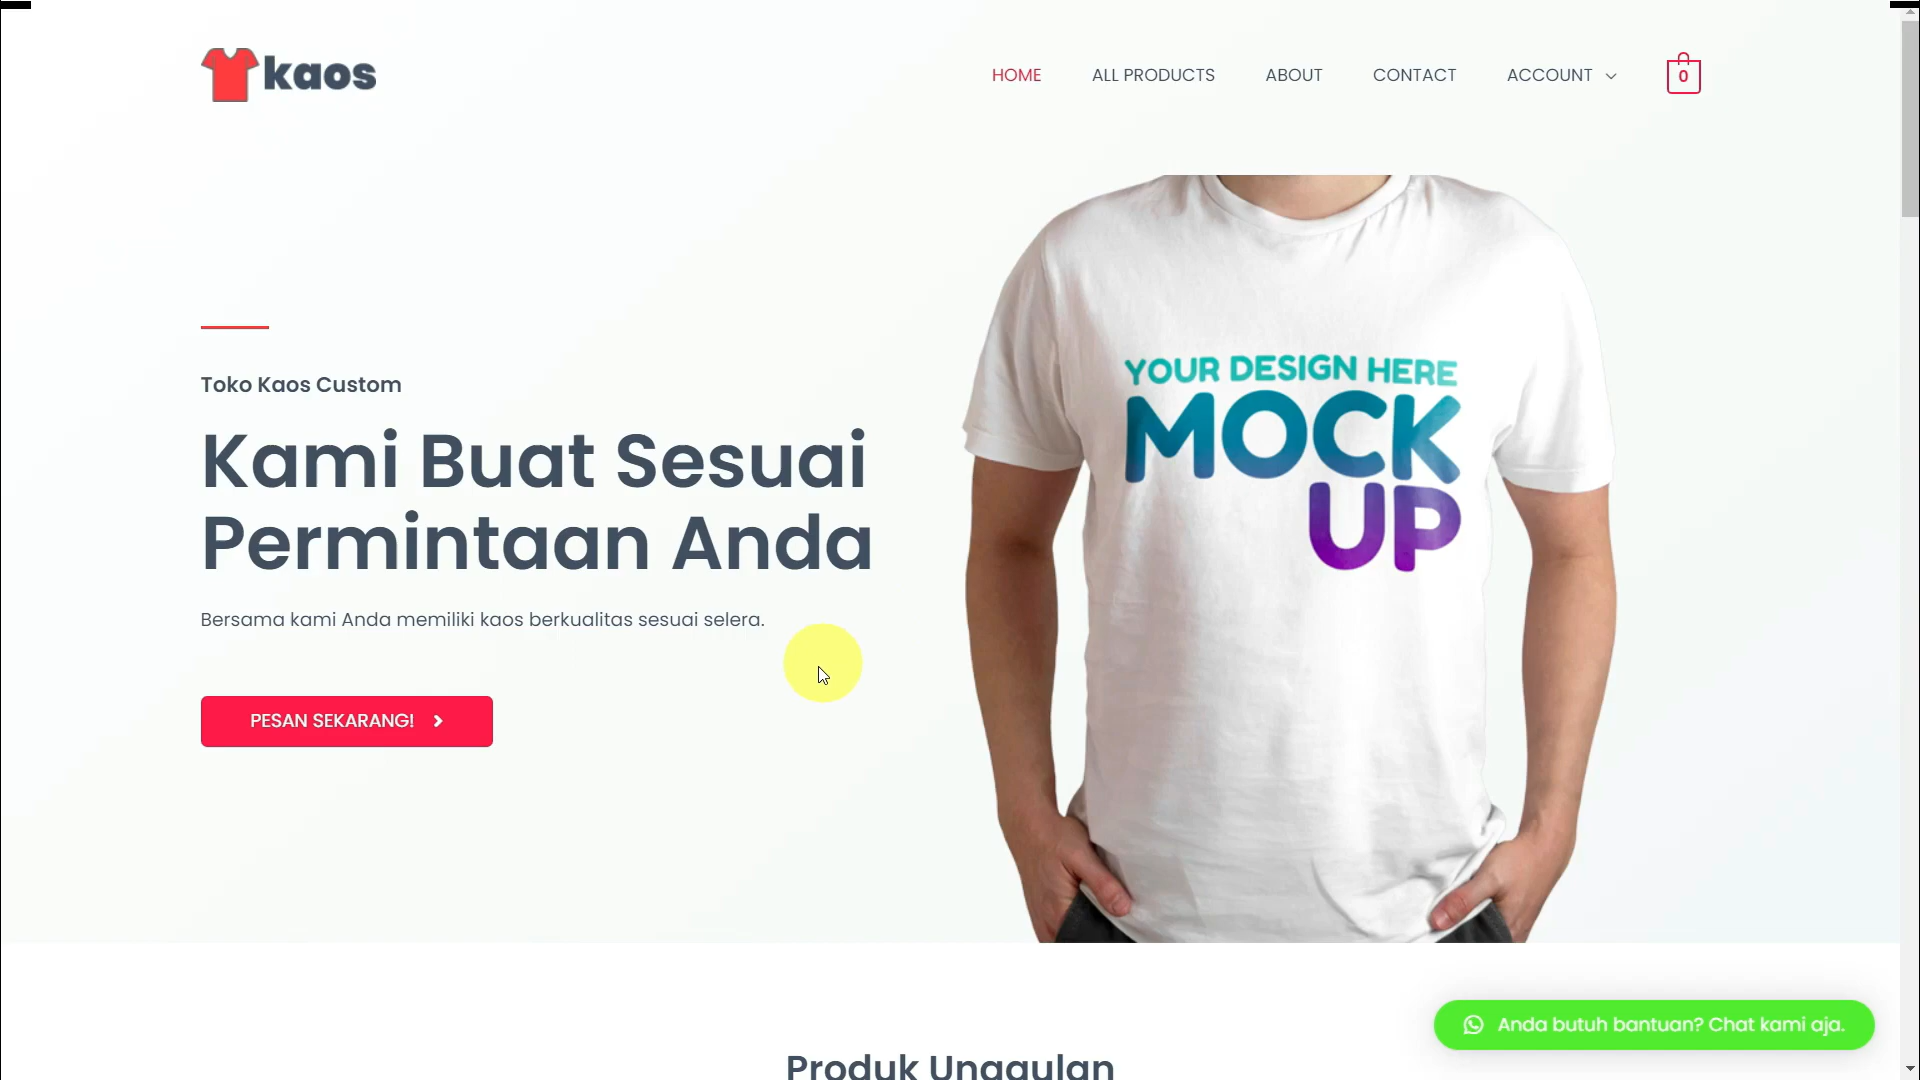 kaos
HOME
ALL PRODUCTS
ABOUT
CONTACT
ACCOUNT
0
YOUR DESIGN HERE
MOCK
UP
Toko Kaos Custom
Kami Buat Sesuai
Permintaan Anda
Bersama kami Anda memiliki kaos berkualitas sesuai selera.
PESAN SEKARANG!
Anda butuh bantuan? Chat kami aja.
Produk Unggulan